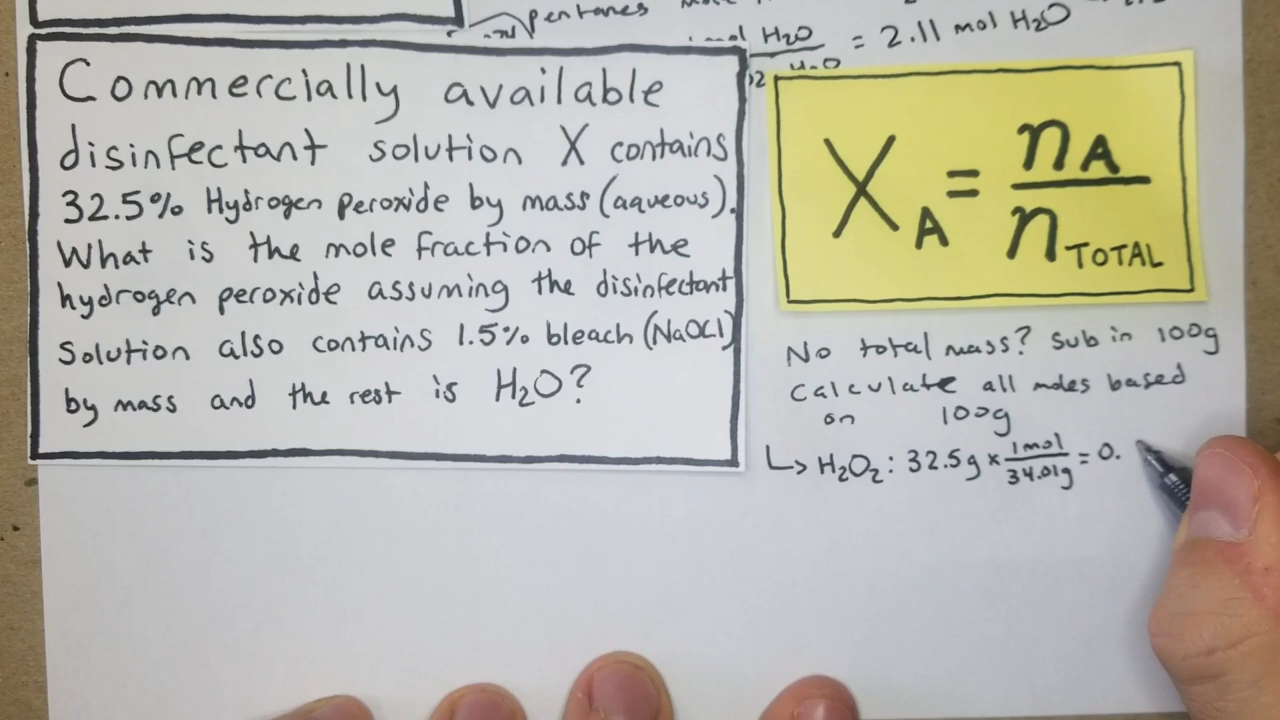 pentanes
H₂O = 2.11 mol H₂O
Commercially available
disinfectant solution X contains
32.5% Hydrogen peroxide by mass (aqueous).
What is the mole fraction of the
hydrogen peroxide assuming the disinfectant
Solution also contains 1.5% bleach (NaOCl)
by mass and the rest is H₂O?
X_A = n_A / n_TOTAL
No total mass? Sub in 100g
Calculate all moles based
on 100g
↳ H₂O₂: 32.5g × 1mol / 34.01g = 0.